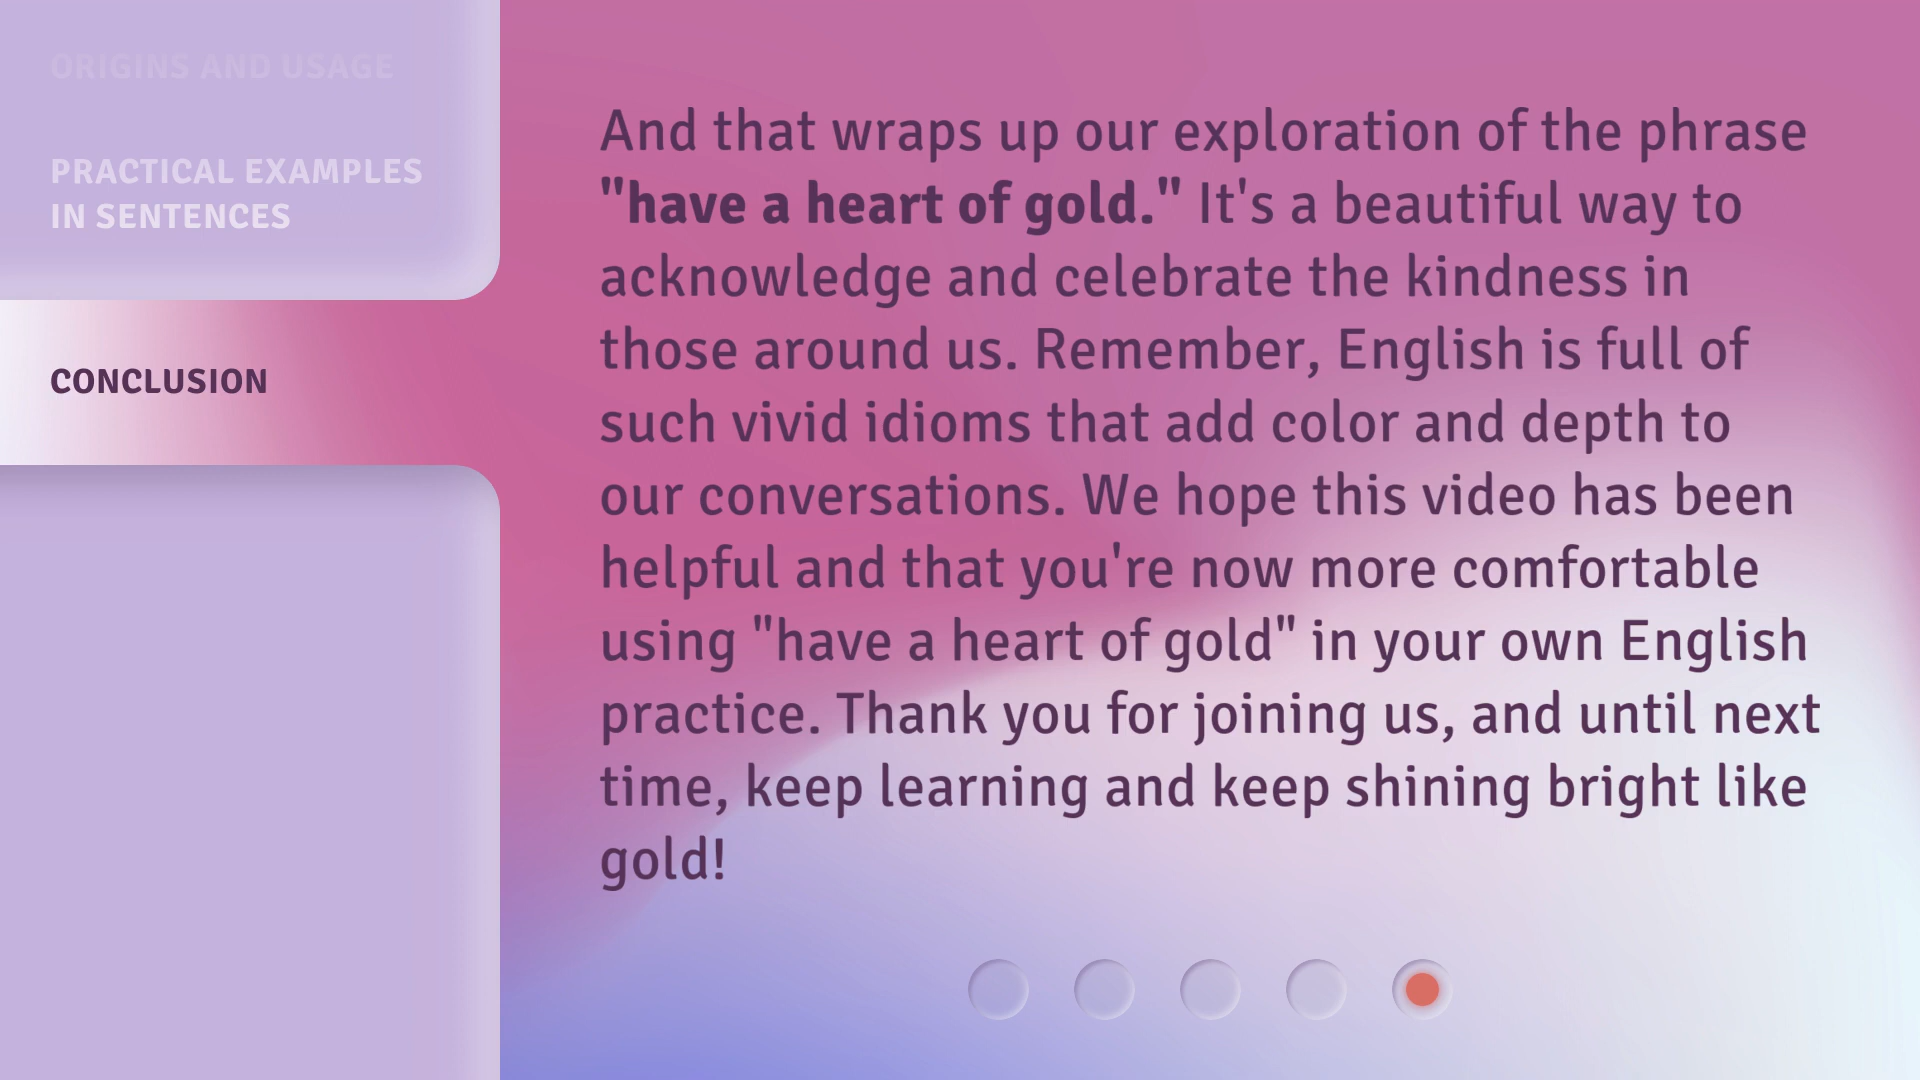 ORIGINS AND USAGE
PRACTICAL EXAMPLES
IN SENTENCES
CONCLUSION
And that wraps up our exploration of the phrase
"have a heart of gold." It's a beautiful way to
acknowledge and celebrate the kindness in
those around us. Remember, English is full of
such vivid idioms that add color and depth to
our conversations. We hope this video has been
helpful and that you're now more comfortable
using "have a heart of gold" in your own English
practice. Thank you for joining us, and until next
time, keep learning and keep shining bright like
gold!